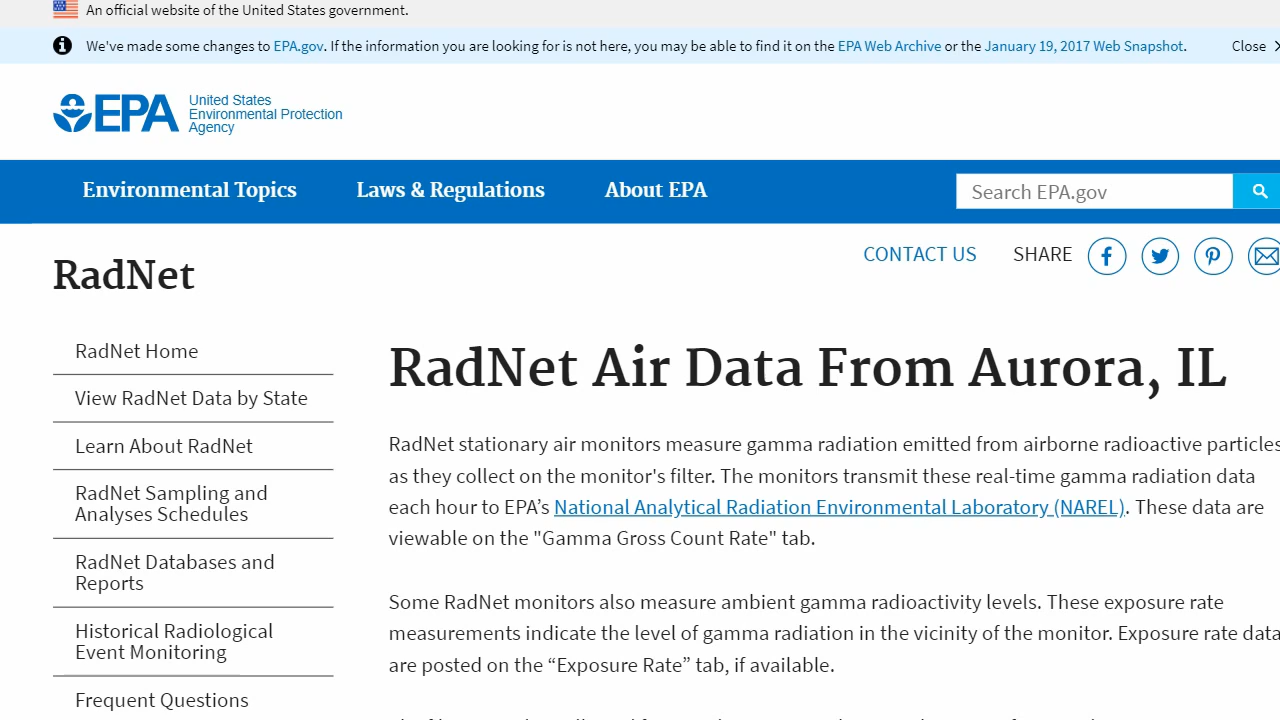 An official website of the United States government.
We've made some changes to EPA.gov. If the information you are looking for is not here, you may be able to find it on the EPA Web Archive or the January 19, 2017 Web Snapshot.
Close
EPA
United States
Environmental Protection
Agency
Environmental Topics
Laws & Regulations
About EPA
Search EPA.gov
CONTACT US
SHARE
RadNet
RadNet Home
View RadNet Data by State
Learn About RadNet
RadNet Sampling and
Analyses Schedules
RadNet Databases and
Reports
Historical Radiological
Event Monitoring
Frequent Questions
RadNet Air Data From Aurora, IL
RadNet stationary air monitors measure gamma radiation emitted from airborne radioactive particles
as they collect on the monitor's filter. The monitors transmit these real-time gamma radiation data
each hour to EPA’s National Analytical Radiation Environmental Laboratory (NAREL). These data are
viewable on the "Gamma Gross Count Rate" tab.
Some RadNet monitors also measure ambient gamma radioactivity levels. These exposure rate
measurements indicate the level of gamma radiation in the vicinity of the monitor. Exposure rate data
are posted on the “Exposure Rate” tab, if available.